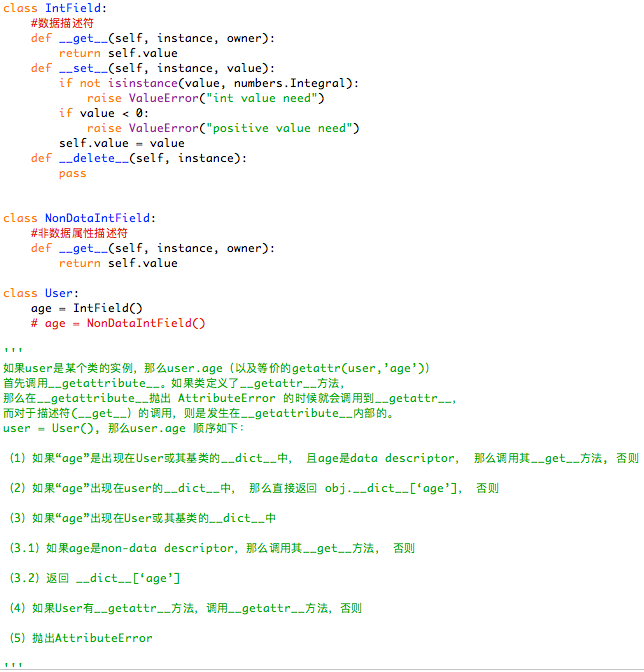 class IntField:
    #数据描述符
    def __get__(self, instance, owner):
        return self.value
    def __set__(self, instance, value):
        if not isinstance(value, numbers.Integral):
            raise ValueError("int value need")
        if value < 0:
            raise ValueError("positive value need")
        self.value = value
    def __delete__(self, instance):
        pass
class NonDataIntField:
    #非数据属性描述符
    def __get__(self, instance, owner):
        return self.value
class User:
    age = IntField()
    # age = NonDataIntField()
'''
如果user是某个类的实例，那么user.age（以及等价的getattr(user,’age’)）
首先调用__getattribute__。如果类定义了__getattr__方法，
那么在__getattribute__抛出 AttributeError 的时候就会调用到__getattr__，
而对于描述符(__get__）的调用，则是发生在__getattribute__内部的。
user = User(), 那么user.age 顺序如下：
（1）如果“age”是出现在User或其基类的__dict__中， 且age是data descriptor， 那么调用其__get__方法, 否则
（2）如果“age”出现在user的__dict__中， 那么直接返回 obj.__dict__[‘age’]， 否则
（3）如果“age”出现在User或其基类的__dict__中
（3.1）如果age是non-data descriptor，那么调用其__get__方法， 否则
（3.2）返回 __dict__[‘age’]
（4）如果User有__getattr__方法，调用__getattr__方法，否则
（5）抛出AttributeError
'''